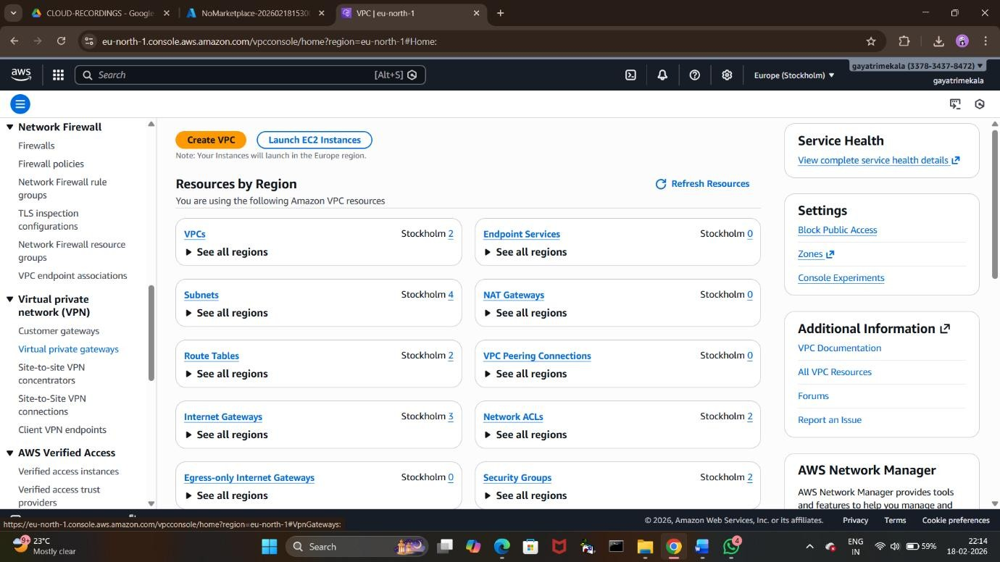 CLOUD-RECORDINGS - Google
NoMarketplace-202602181530
VPC | eu-north-1
eu-north-1.console.aws.amazon.com/vpcconsole/home?region=eu-north-1#Home:
aws
Search
[Alt+S]
Europe (Stockholm)
gayatrimekala (3378-3437-8472)
gayatrimekala
Network Firewall
Firewalls
Firewall policies
Network Firewall rule
groups
TLS inspection
configurations
Network Firewall resource
groups
VPC endpoint associations
Virtual private
network (VPN)
Customer gateways
Virtual private gateways
Site-to-site VPN
concentrators
Site-to-Site VPN
connections
Client VPN endpoints
AWS Verified Access
Verified access instances
Verified access trust
providers
Create VPC
Launch EC2 Instances
Note: Your Instances will launch in the Europe region.
Resources by Region
Refresh Resources
You are using the following Amazon VPC resources
VPCs Stockholm 2
See all regions
Endpoint Services Stockholm 0
See all regions
Subnets Stockholm 4
See all regions
NAT Gateways Stockholm 0
See all regions
Route Tables Stockholm 2
See all regions
VPC Peering Connections Stockholm 0
See all regions
Internet Gateways Stockholm 3
See all regions
Network ACLs Stockholm 2
See all regions
Egress-only Internet Gateways Stockholm 0
See all regions
Security Groups Stockholm 2
See all regions
Service Health
View complete service health details
Settings
Block Public Access
Zones
Console Experiments
Additional Information
VPC Documentation
All VPC Resources
Forums
Report an Issue
AWS Network Manager
AWS Network Manager provides tools
and features to help you manage and
https://eu-north-1.console.aws.amazon.com/vpcconsole/home?region=eu-north-1#VpnGateways:
© 2026, Amazon Web Services, Inc. or its affiliates.
Privacy
Terms
Cookie preferences
9+
23°C
Mostly clear
Search
4
ENG
IN
59%
22:14
18-02-2026